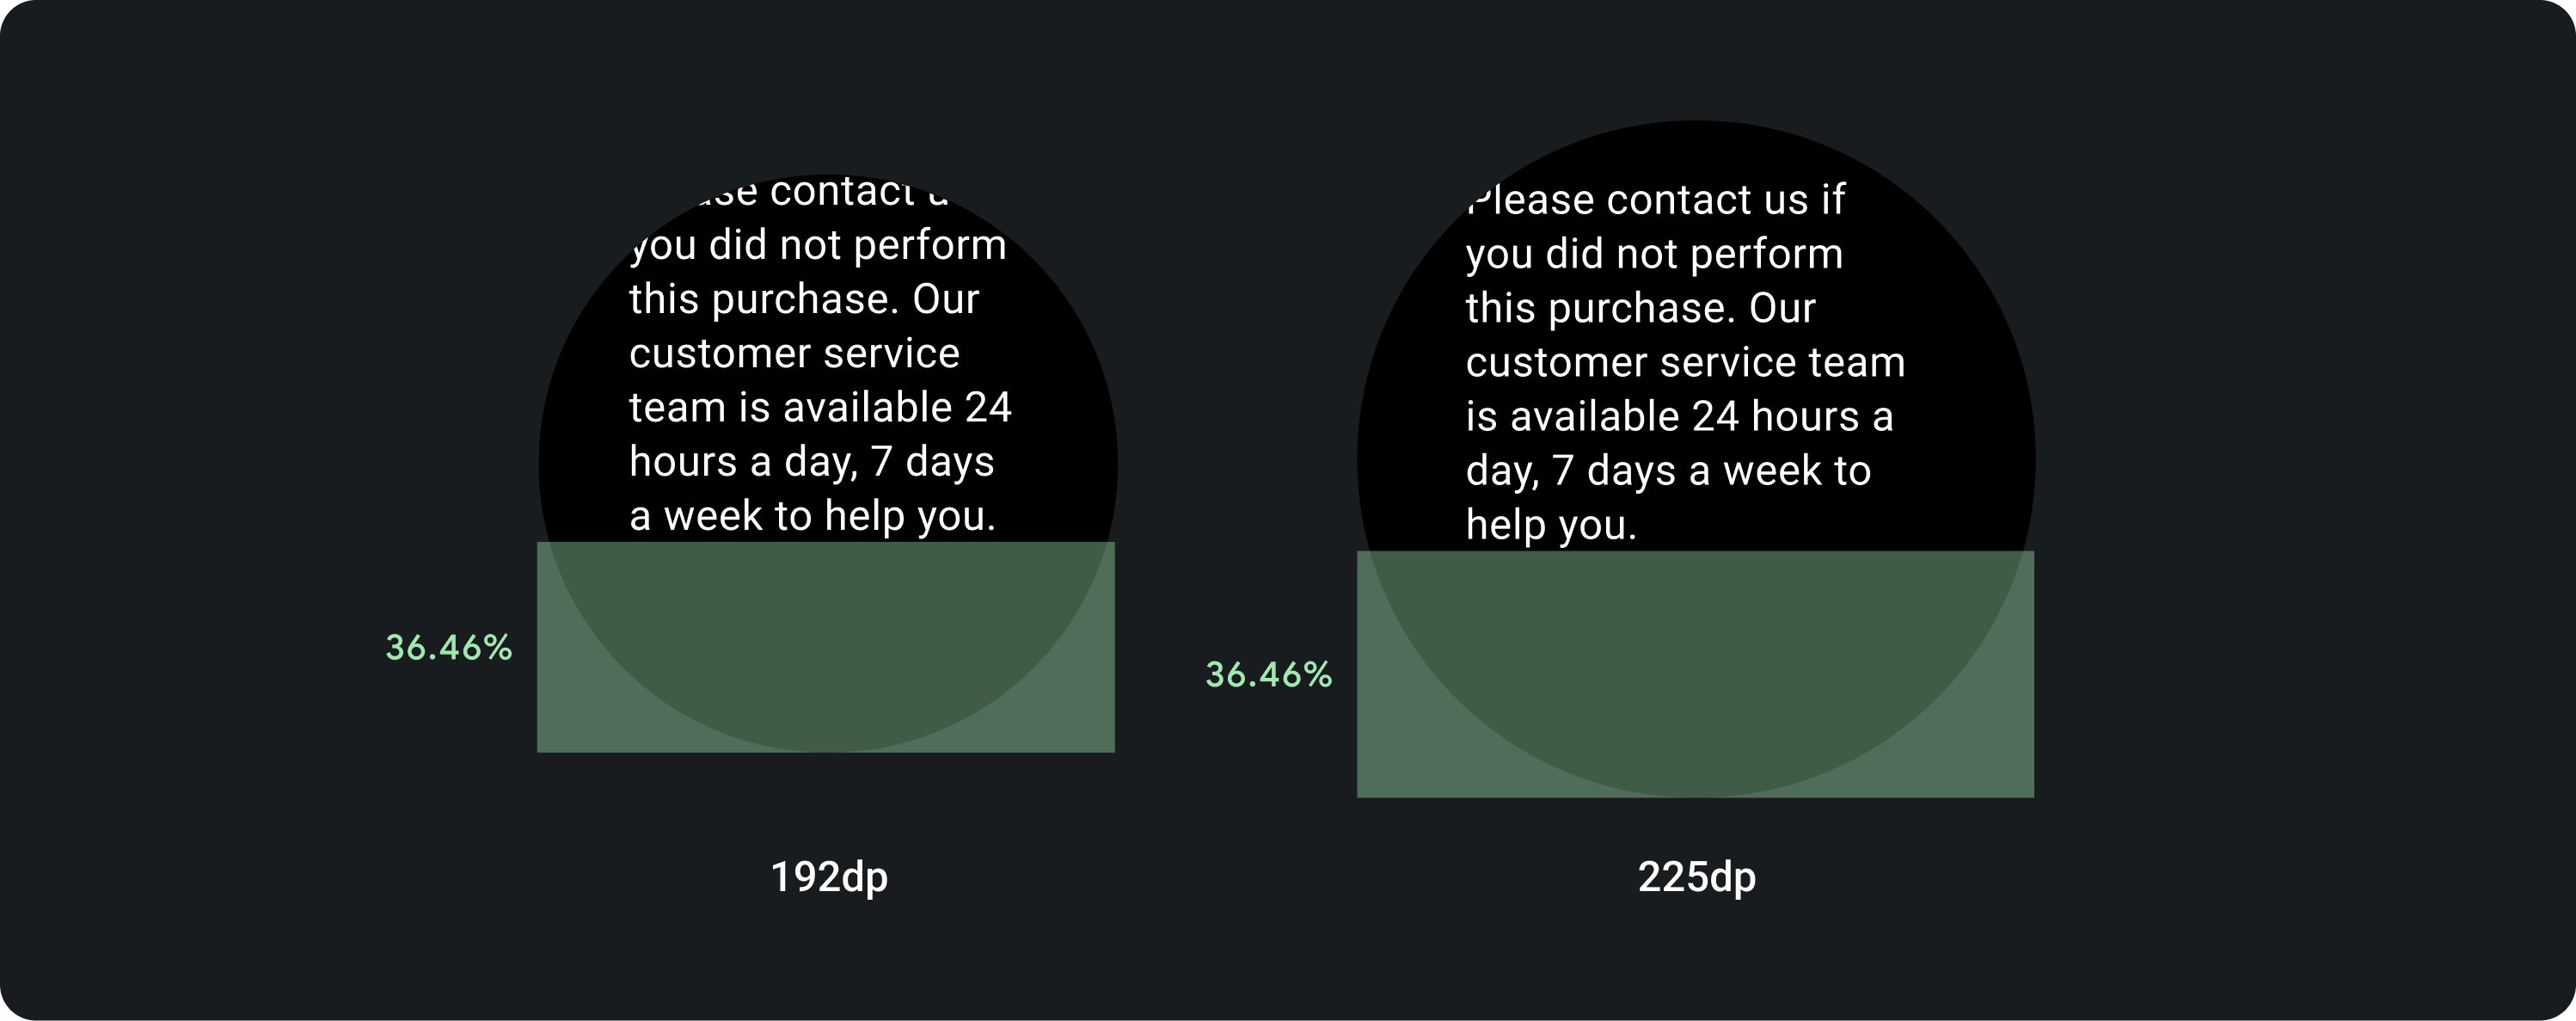 contact
you did not perform
this purchase. Our
customer service
team is available 24
hours a day, 7 days
a week to help you.
36.46%
192dp
Please contact us if
you did not perform
this purchase. Our
customer service team
is available 24 hours a
day, 7 days a week to
help you.
36.46%
225dp